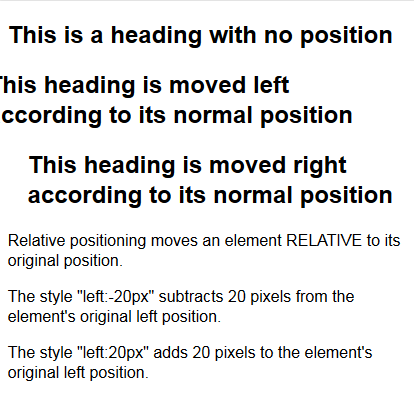 This is a heading with no position
This heading is moved left
according to its normal position
This heading is moved right
according to its normal position
Relative positioning moves an element RELATIVE to its
original position.
The style "left:-20px" subtracts 20 pixels from the
element's original left position.
The style "left:20px" adds 20 pixels to the element's
original left position.